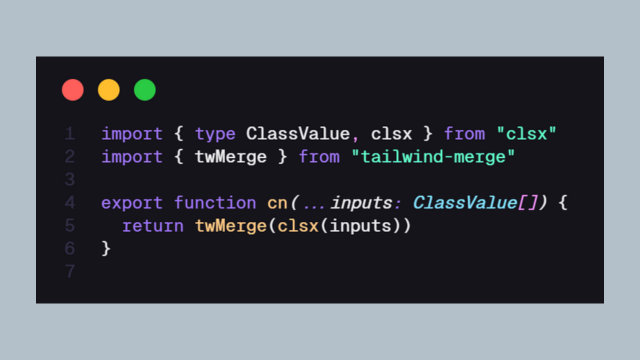 1 import { type ClassValue, clsx } from "clsx"
2 import { twMerge } from "tailwind-merge"
3
4 export function cn(...inputs: ClassValue[]) {
5   return twMerge(clsx(inputs))
6 }
7